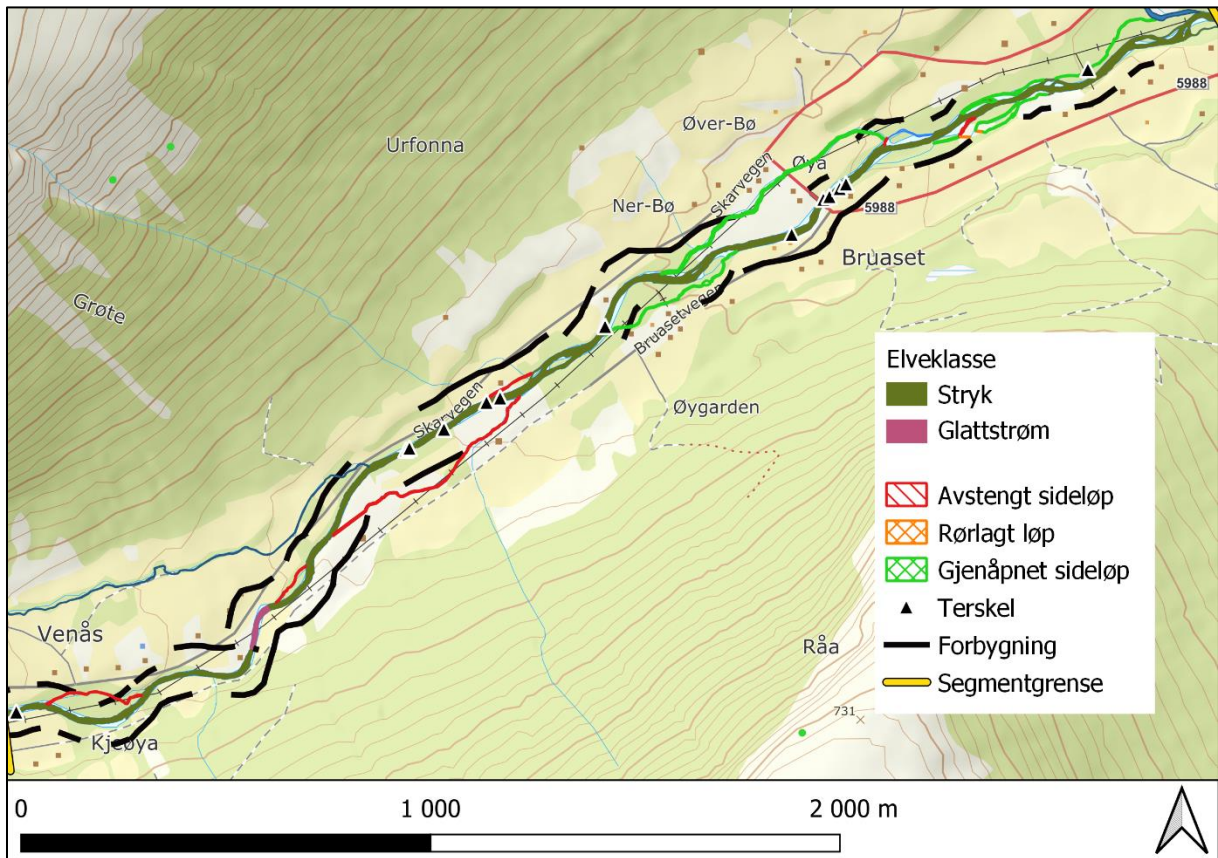 5988
Øver-Bø
Urfonna
Øya
Skarvegen
Ner-Bø
5988
Bruaset
Grøte
Bruasetvegen
Elveklasse
Stryk
Glattstrøm
Skarvegen
Øygarden
Avstengt sideløp
Rørlagt løp
Gjenåpnet sideløp
Terskel
Venås
Råa
Forbygning
Segmentgrense
731
Kjeøya
0
1 000
2 000 m